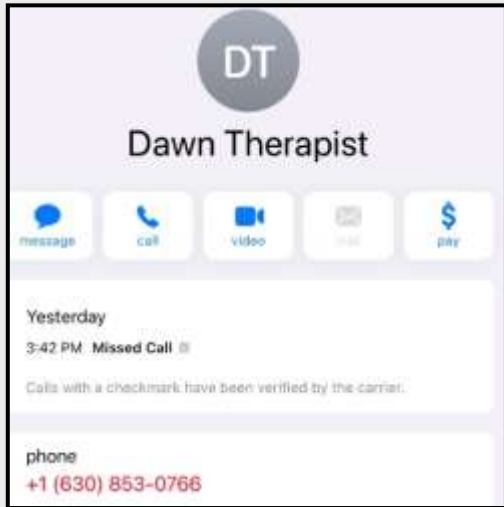 DT
Dawn Therapist
message call video mail pay
$
Yesterday
3:42 PM Missed Call
Calls with a checkmark have been verified by the carrier.
phone
+1 (630) 853-0766